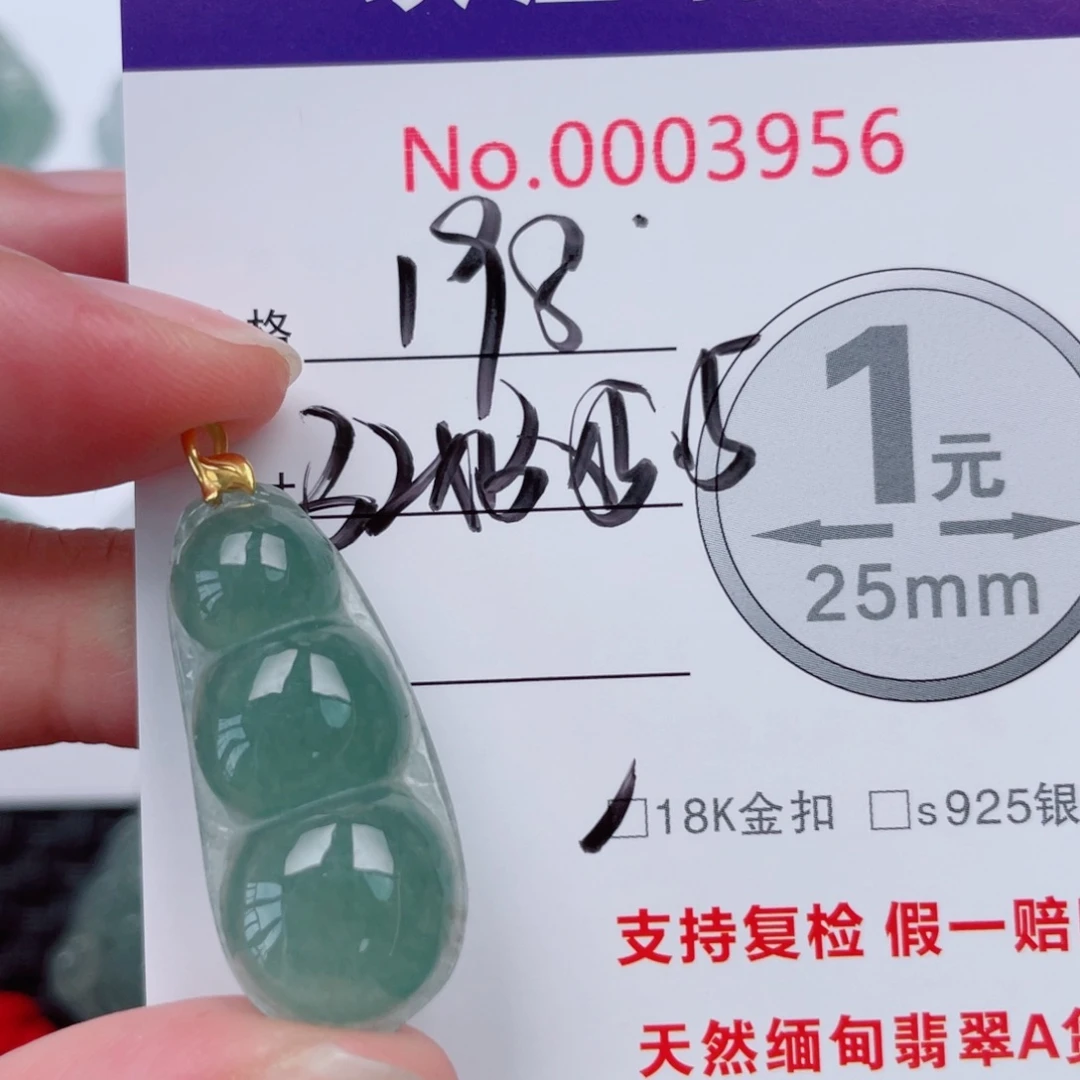 No.0003956
格
198
1元
25mm
□18K金扣 □s925银
支持复检 假一赔
天然缅甸翡翠A货